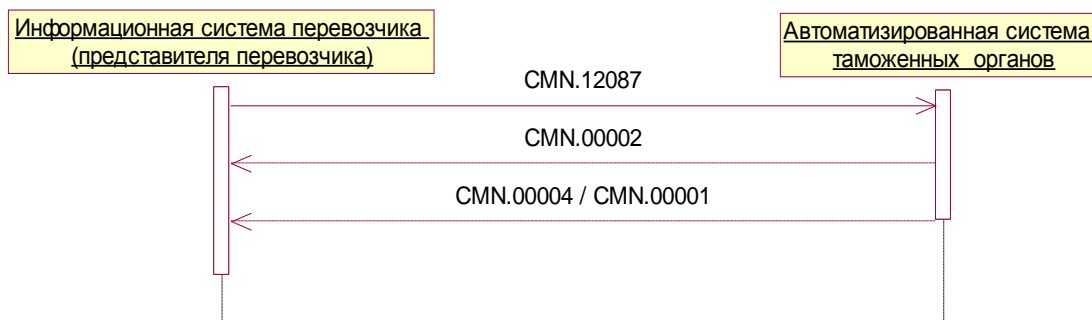 Информационная система перевозчика
(представителя перевозчика)
Автоматизированная система
таможенных органов
CMN.12087
CMN.00002
CMN.00004 / CMN.00001